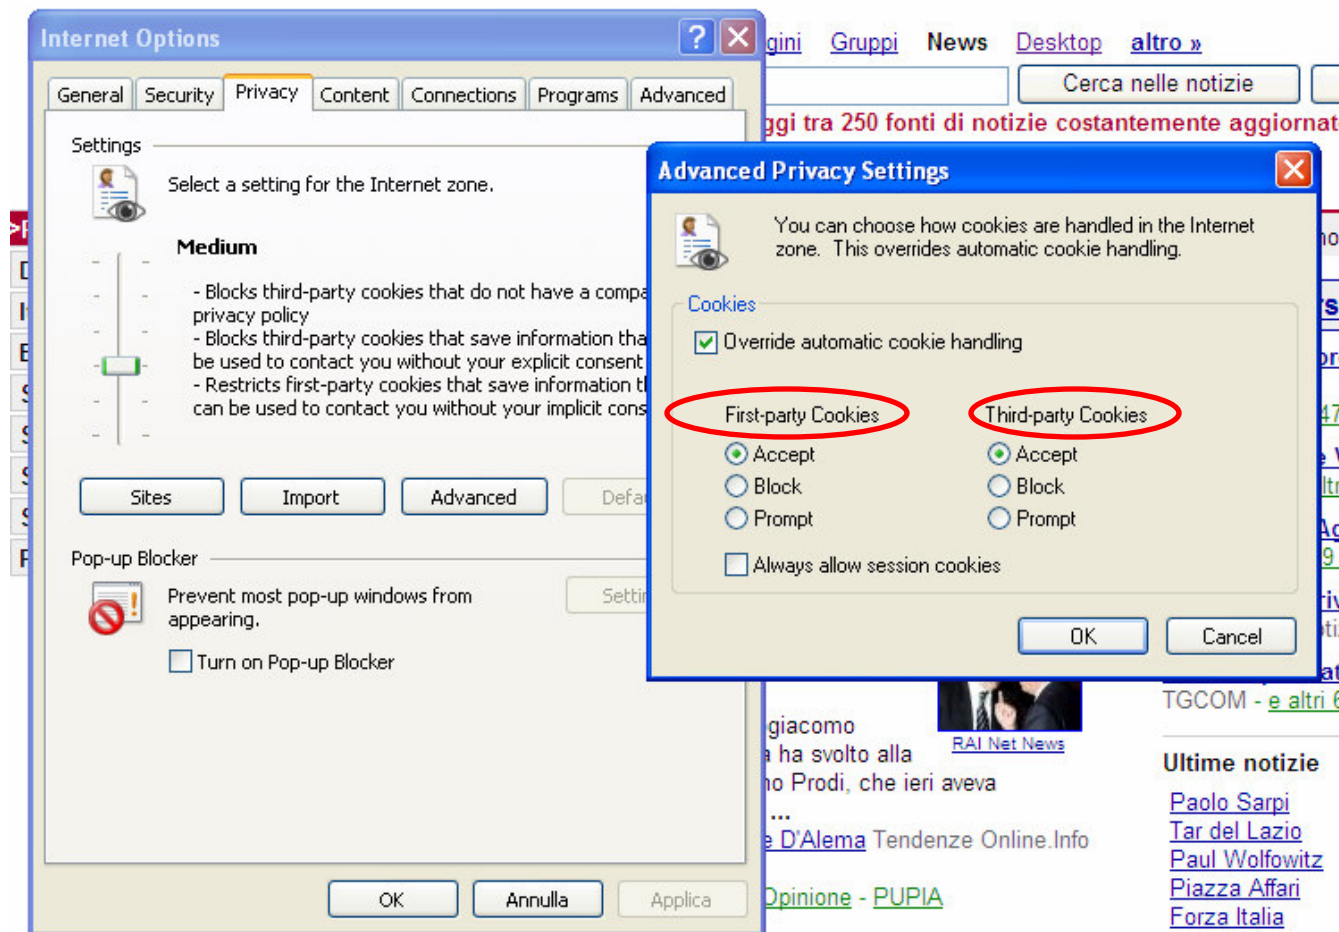 Internet Options
General Security Privacy Content Connections Programs Advanced
Settings
Select a setting for the Internet zone.
Medium
- Blocks third-party cookies that do not have a compa
privacy policy
- Blocks third-party cookies that save information tha
be used to contact you without your explicit consent
- Restricts first-party cookies that save information t
can be used to contact you without your implicit cons
Sites Import Advanced Defa
Pop-up Blocker
Prevent most pop-up windows from
appearing.
Settin
Turn on Pop-up Blocker
OK Annulla Applica
Advanced Privacy Settings
You can choose how cookies are handled in the Internet
zone. This overrides automatic cookie handling.
Cookies
Override automatic cookie handling
First-party Cookies Third-party Cookies
Accept Accept
Block Block
Prompt Prompt
Always allow session cookies
OK Cancel
gini Gruppi News Desktop altro »
Cerca nelle notizie
ggi tra 250 fonti di notizie costantemente aggiornat
giacomo
a ha svolto alla
no Prodi, che ieri aveva
...
e D'Alema Tendenze Online.Info
Opinione - PUPIA
RAI Net News
TGCOM - e altri 6
Ultime notizie
Paolo Sarpi
Tar del Lazio
Paul Wolfowitz
Piazza Affari
Forza Italia